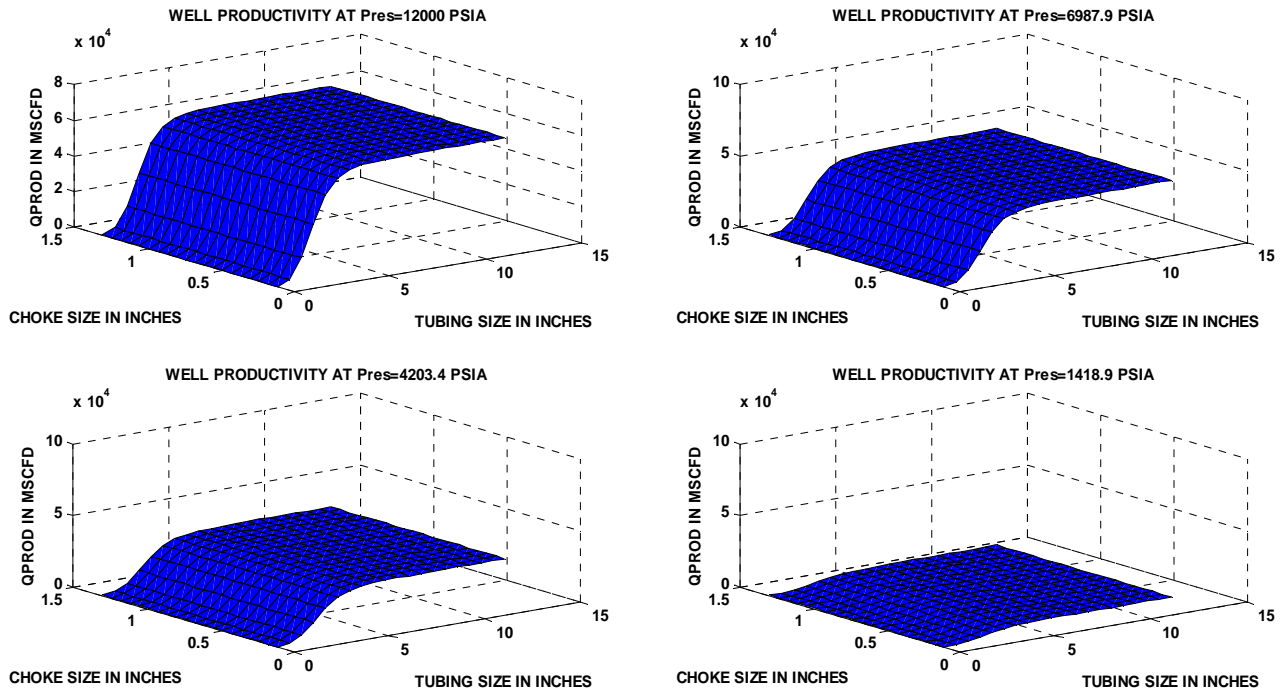 WELL PRODUCTIVITY AT Pres=12000 PSIA
x 10^4
QPROD IN MSCFD
8
6
4
2
0
1.5
1
0.5
0
0
5
10
15
CHOKE SIZE IN INCHES
TUBING SIZE IN INCHES
WELL PRODUCTIVITY AT Pres=6987.9 PSIA
x 10^4
QPROD IN MSCFD
10
5
0
1.5
1
0.5
0
0
5
10
15
CHOKE SIZE IN INCHES
TUBING SIZE IN INCHES
WELL PRODUCTIVITY AT Pres=4203.4 PSIA
x 10^4
QPROD IN MSCFD
10
5
0
1.5
1
0.5
0
0
5
10
15
CHOKE SIZE IN INCHES
TUBING SIZE IN INCHES
WELL PRODUCTIVITY AT Pres=1418.9 PSIA
x 10^4
QPROD IN MSCFD
10
5
0
1.5
1
0.5
0
0
5
10
15
CHOKE SIZE IN INCHES
TUBING SIZE IN INCHES